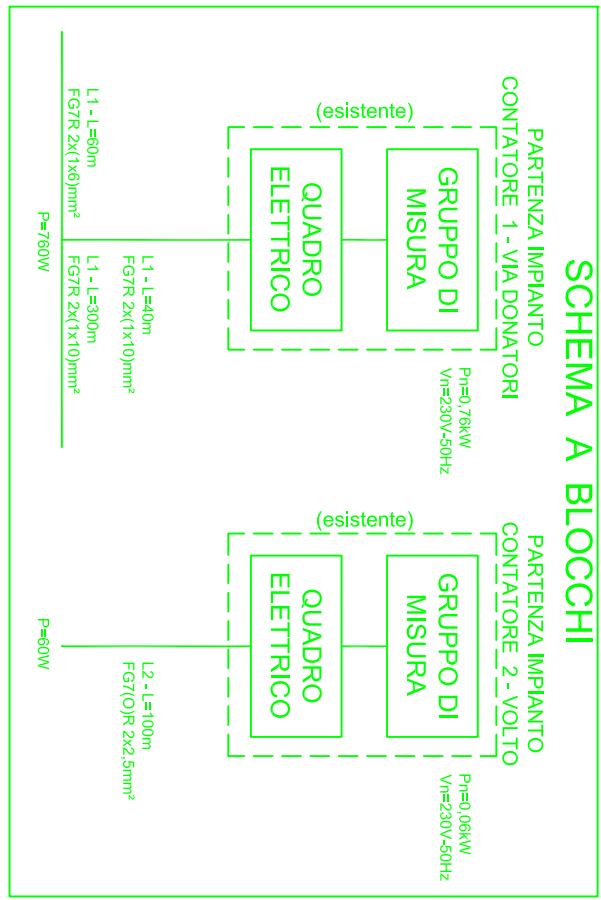 SCHEMA A BLOCCHI
PARTENZA IMPIANTO
CONTATORE 1 - VIA DONATORI
(esistente)
GRUPPO DI
MISURA
QUADRO
ELETTRICO
Pn=0,76kW
Vn=230V-50Hz
L1 - L=40m
FG7R 2x(1x10)mm²
L1 - L=60m
FG7R 2x(1x6)mm²
L1 - L=300m
FG7R 2x(1x10)mm²
P=760W
PARTENZA IMPIANTO
CONTATORE 2 - VOLTO
(esistente)
GRUPPO DI
MISURA
QUADRO
ELETTRICO
Pn=0,06kW
Vn=230V-50Hz
L2 - L=100m
FG7(O)R 2x2,5mm²
P=60W